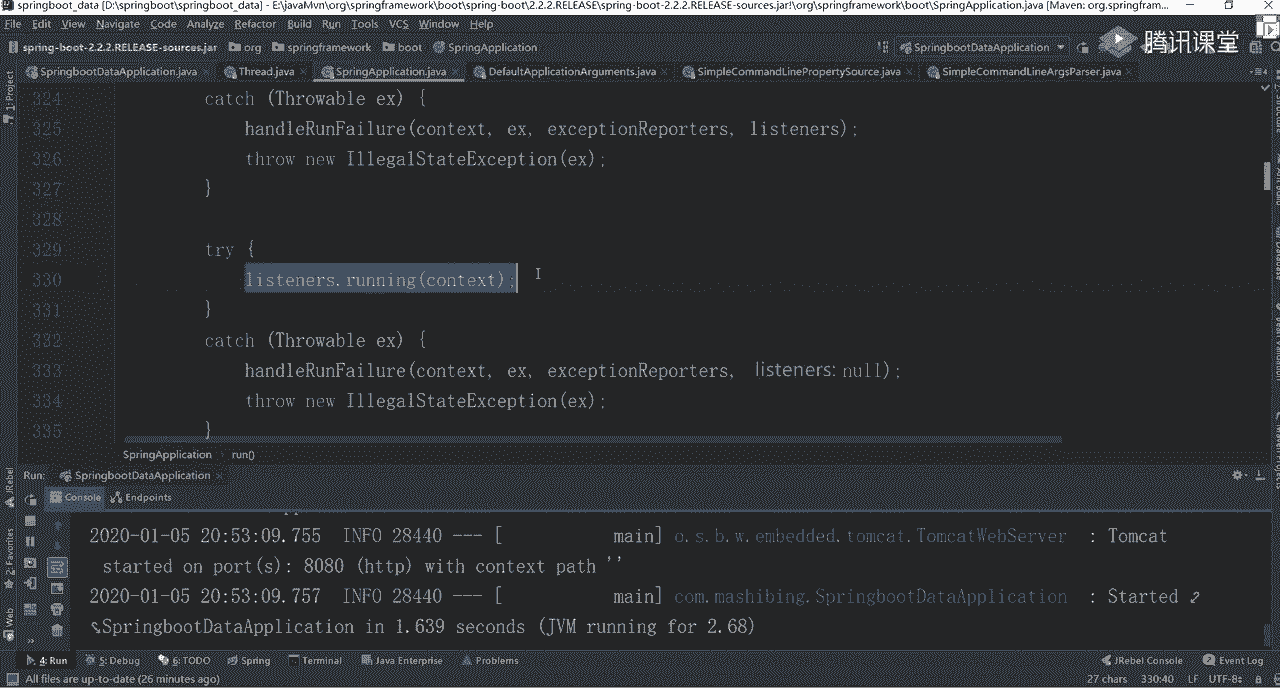 springboot_data [D:\springboot\springboot_data] - E:\javaMvn\org\springframework\boot\spring-boot\2.2.2.RELEASE\spring-boot-2.2.2.RELEASE-sources.jar!\org\springframework\boot\SpringApplication.java [Maven: org.springfram...
File Edit View Navigate Code Analyze Refactor Build Run Tools VCS Window Help
spring-boot-2.2.2.RELEASE-sources.jar org springframework boot SpringApplication SpringbootDataApplication 腾讯课堂
SpringbootDataApplication.java Thread.java SpringApplication.java DefaultApplicationArguments.java SimpleCommandLinePropertySource.java SimpleCommandLineArgsParser.java
1: Project
324 catch (Throwable ex) {
325 handleRunFailure(context, ex, exceptionReporters, listeners);
326 throw new IllegalStateException(ex);
327 }
328
329 try {
330 listeners.running(context);
331 }
332 catch (Throwable ex) {
333 handleRunFailure(context, ex, exceptionReporters, listeners: null);
334 throw new IllegalStateException(ex);
335 }
SpringApplication run()
Run: SpringbootDataApplication
Console Endpoints
JRebel
2: Favorites
Web
2020-01-05 20:53:09.755 INFO 28440 --- [ main] o.s.b.w.embedded.tomcat.TomcatWebServer : Tomcat
started on port(s): 8080 (http) with context path ''
2020-01-05 20:53:09.757 INFO 28440 --- [ main] com.mashibing.SpringbootDataApplication : Started
SpringbootDataApplication in 1.639 seconds (JVM running for 2.68)
4: Run 5: Debug 6: TODO Spring Terminal Java Enterprise Problems JRebel Console Event Log
All files are up-to-date (26 minutes ago) 27 chars 330:40 LF UTF-8